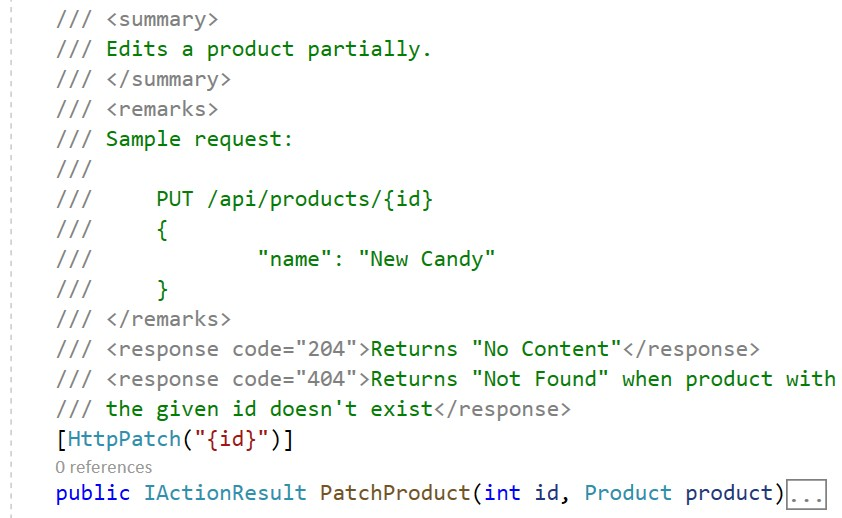 /// <summary>
/// Edits a product partially.
/// </summary>
/// <remarks>
/// Sample request:
///
///     PUT /api/products/{id}
///     {
///             "name": "New Candy"
///     }
/// </remarks>
/// <response code="204">Returns "No Content"</response>
/// <response code="404">Returns "Not Found" when product with
/// the given id doesn't exist</response>
[HttpPatch("{id}")]
0 references
public IActionResult PatchProduct(int id, Product product)...